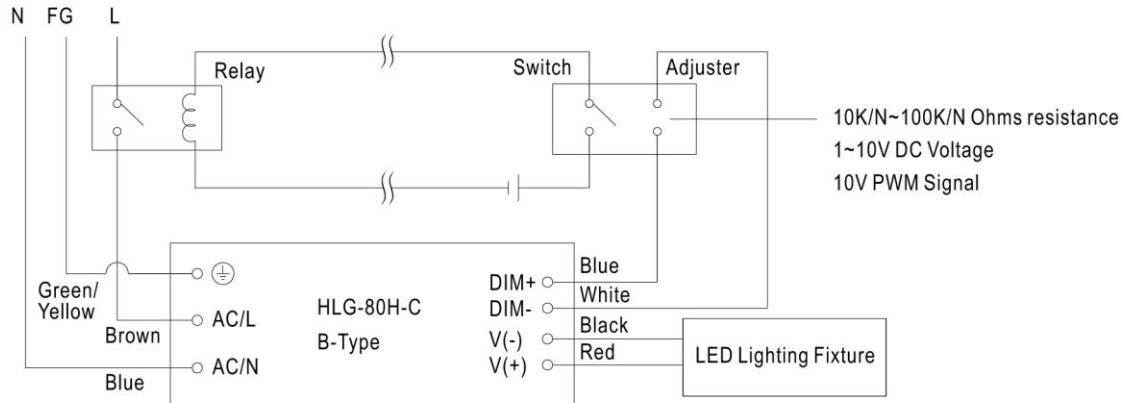 N FG L
Relay
Switch
Adjuster
10K/N~100K/N Ohms resistance
1~10V DC Voltage
10V PWM Signal
Green/
Yellow
Brown
Blue
AC/L
AC/N
HLG-80H-C
B-Type
DIM+
DIM-
V(-)
V(+)
Blue
White
Black
Red
LED Lighting Fixture